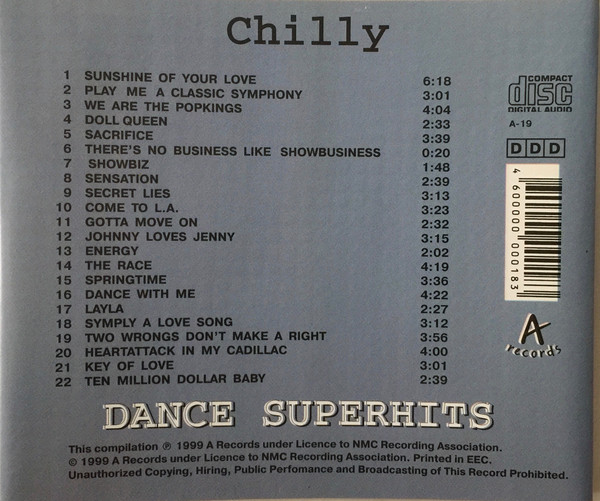 Chilly
1 SUNSHINE OF YOUR LOVE 6:18
2 PLAY ME A CLASSIC SYMPHONY 3:01
3 WE ARE THE POPKINGS 4:04
4 DOLL QUEEN 2:33
5 SACRIFICE 3:39
6 THERE'S NO BUSINESS LIKE SHOWBUSINESS 0:20
7 SHOWBIZ 1:48
8 SENSATION 2:39
9 SECRET LIES 3:13
10 COME TO L.A. 3:23
11 GOTTA MOVE ON 2:32
12 JOHNNY LOVES JENNY 3:15
13 ENERGY 2:02
14 THE RACE 4:19
15 SPRINGTIME 3:36
16 DANCE WITH ME 4:22
17 LAYLA 2:27
18 SYMPLY A LOVE SONG 3:12
19 TWO WRONGS DON'T MAKE A RIGHT 3:56
20 HEARTATTACK IN MY CADILLAC 4:00
21 KEY OF LOVE 3:01
22 TEN MILLION DOLLAR BABY 2:39
COMPACT
disc
DIGITAL AUDIO
A-19
DDD
4 600000 000183
A
records
DANCE SUPERHITS
This compilation ℗ 1999 A Records under Licence to NMC Recording Association.
© 1999 A Records under Licence to NMC Recording Association. Printed in EEC.
Unauthorized Copying, Hiring, Public Perfomance and Broadcasting of This Record Prohibited.